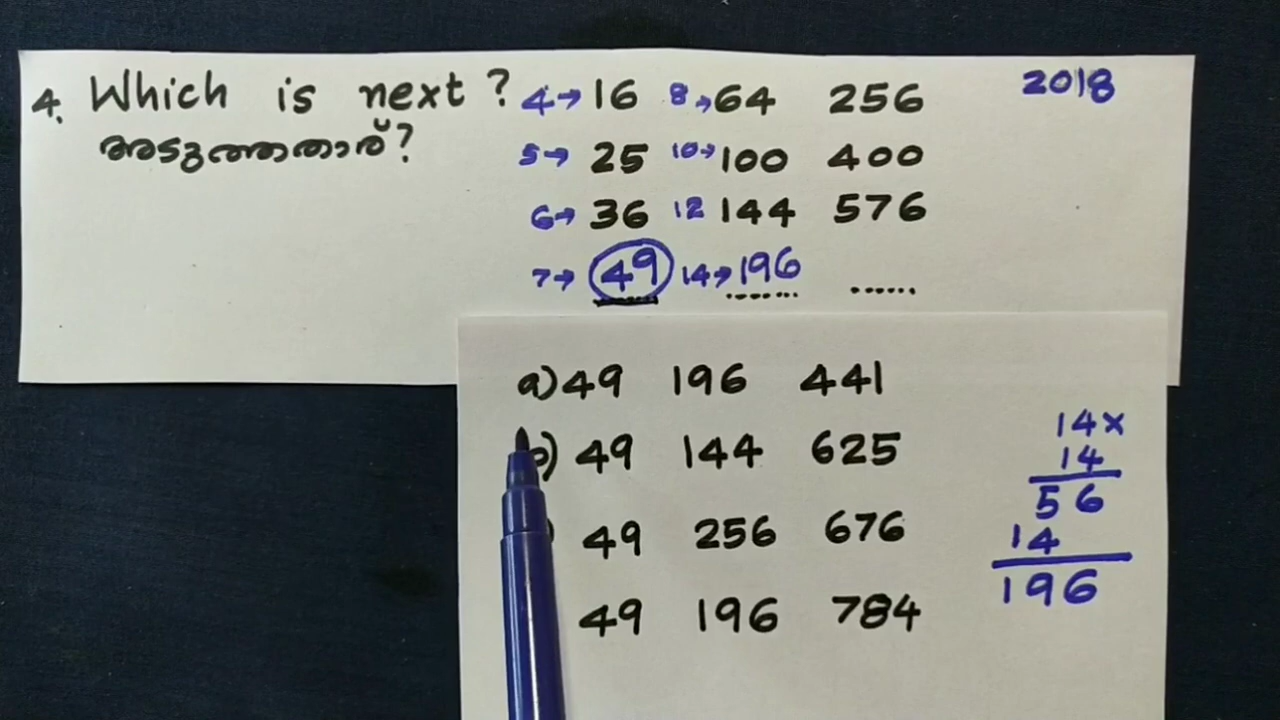 4. Which is next? 4→16 8→64 256 2018
അടുത്തതാര്? 5→ 25 10→100 400
6→ 36 12 144 576
7→ 49 14→196 ......
a) 49 196 441
b) 49 144 625
) 49 256 676
49 196 784
14×
14
56
14
196